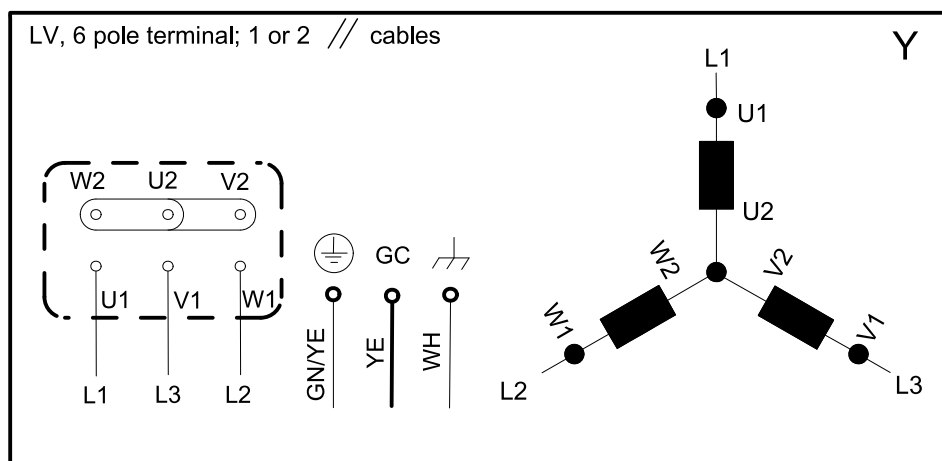 LV, 6 pole terminal; 1 or 2 // cables
Y
L1
U1
U2
W2 U2 V2
U1 V1 W1
L1 L3 L2
GC
GN/YE
YE
WH
W2
V2
W1
V1
L2
L3